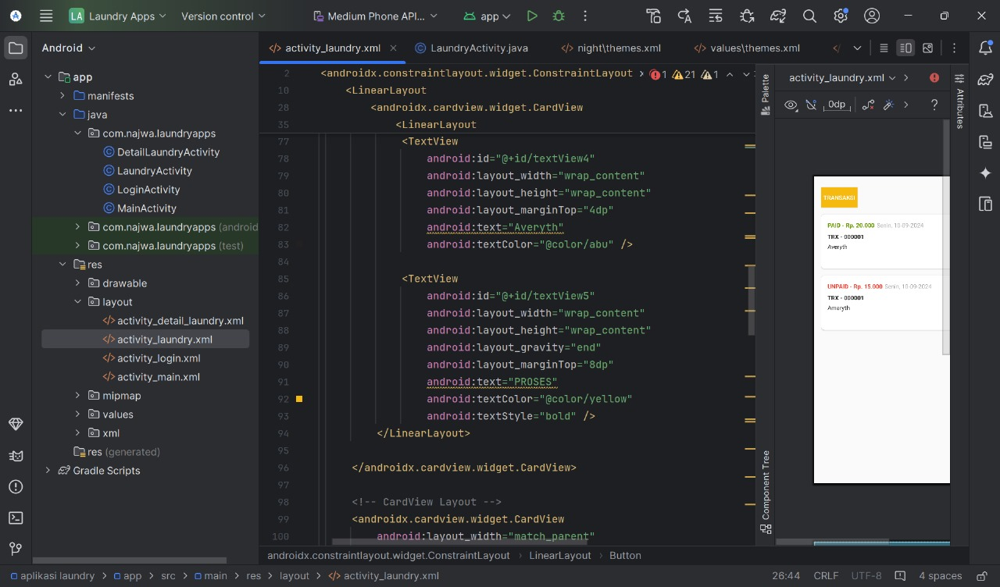 LA Laundry Apps
Version control
Medium Phone API...
app
Android
activity_laundry.xml
LaundryActivity.java
night\themes.xml
values\themes.xml
app
manifests
java
com.najwa.laundryapps
DetailLaundryActivity
LaundryActivity
LoginActivity
MainActivity
com.najwa.laundryapps (android
com.najwa.laundryapps (test)
res
drawable
layout
activity_detail_laundry.xml
activity_laundry.xml
activity_login.xml
activity_main.xml
mipmap
values
xml
res (generated)
Gradle Scripts
2 <androidx.constraintlayout.widget.ConstraintLayout
1 21 1
10 <LinearLayout
28 <androidx.cardview.widget.CardView
35 <LinearLayout
77 <TextView
78 android:id="@+id/textView4"
79 android:layout_width="wrap_content"
80 android:layout_height="wrap_content"
81 android:layout_marginTop="4dp"
82 android:text="Averyth"
83 android:textColor="@color/abu" />
84
85 <TextView
86 android:id="@+id/textView5"
87 android:layout_width="wrap_content"
88 android:layout_height="wrap_content"
89 android:layout_gravity="end"
90 android:layout_marginTop="8dp"
91 android:text="PROSES"
92 android:textColor="@color/yellow"
93 android:textStyle="bold" />
94 </LinearLayout>
95
96 </androidx.cardview.widget.CardView>
97
98 <!-- CardView Layout -->
99 <androidx.cardview.widget.CardView
100 android:layout_width="match_parent"
androidx.constraintlayout.widget.ConstraintLayout > LinearLayout > Button
Palette
Component Tree
activity_laundry.xml
0dp
?
Attributes
TRANSAKSI
PAID - Rp. 20.000 Senin, 10-09-2024
TRX - 000001
Averyth
UNPAID - Rp. 15.000 Senin, 10-09-2024
TRX - 000001
Ameryth
aplikasi laundry > app > src > main > res > layout > activity_laundry.xml
26:44 CRLF UTF-8 4 spaces